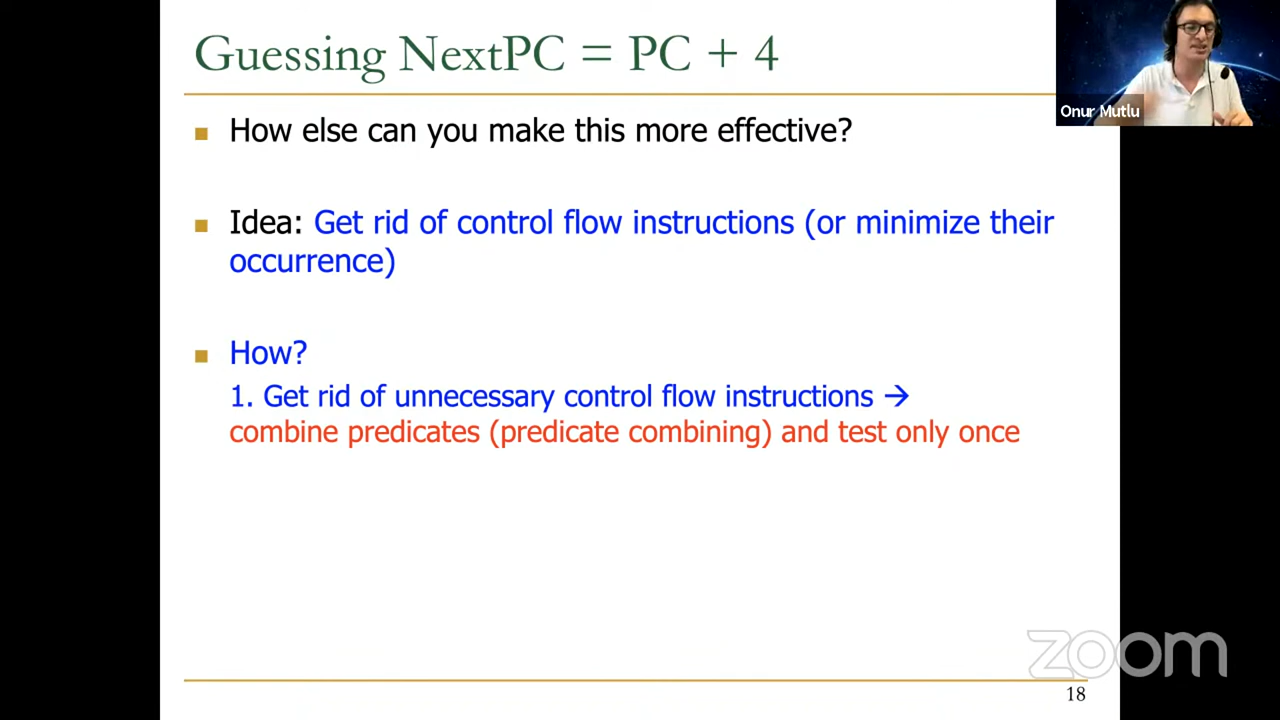 Guessing NextPC = PC + 4
Onur Mutlu
How else can you make this more effective?
Idea: Get rid of control flow instructions (or minimize their
occurrence)
How?
1. Get rid of unnecessary control flow instructions →
combine predicates (predicate combining) and test only once
zoom
18